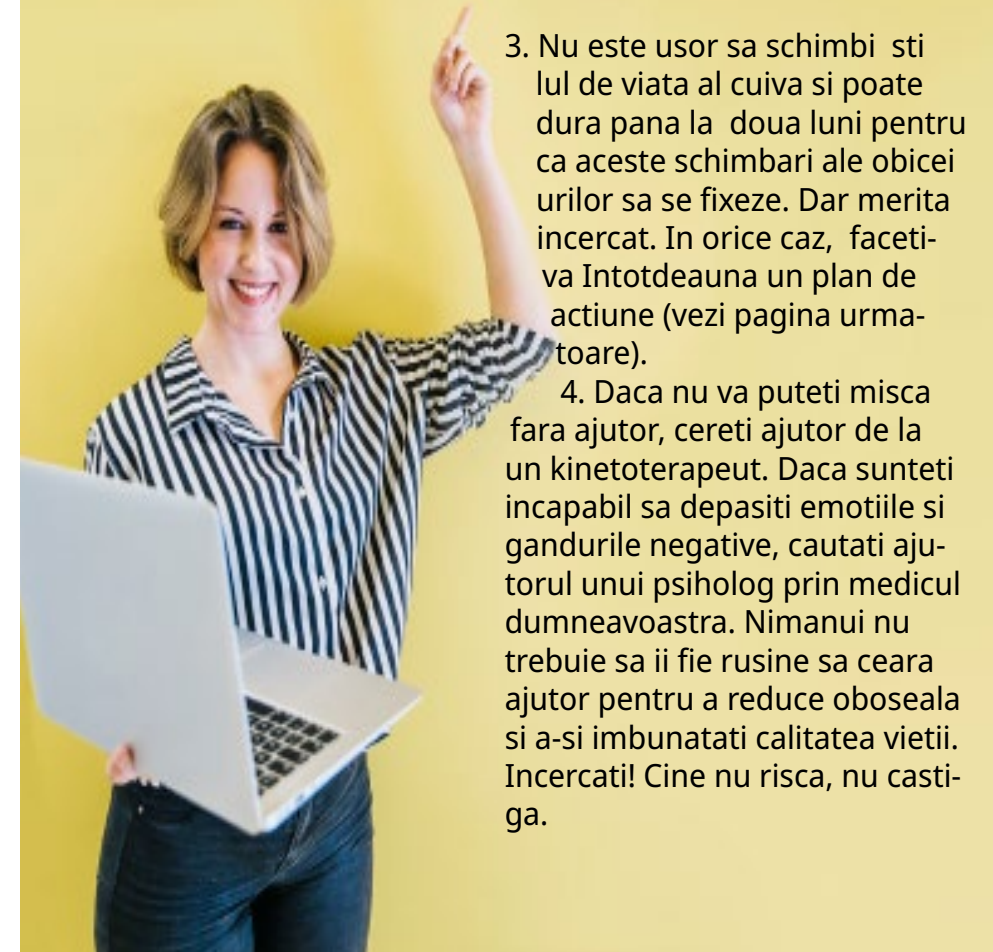 3. Nu este usor sa schimbi  sti
lul de viata al cuiva si poate
dura pana la  doua luni pentru
ca aceste schimbari ale obicei
urilor sa se fixeze. Dar merita
incercat. In orice caz,  faceti-
va Intotdeauna un plan de
actiune (vezi pagina urma-
toare).
4. Daca nu va puteti misca
fara ajutor, cereti ajutor de la
un kinetoterapeut. Daca sunteti
incapabil sa depasiti emotiile si
gandurile negative, cautati aju-
torul unui psiholog prin medicul
dumneavoastra. Nimanui nu
trebuie sa ii fie rusine sa ceara
ajutor pentru a reduce oboseala
si a-si imbunatati calitatea vietii.
Incercati! Cine nu risca, nu casti-
ga.